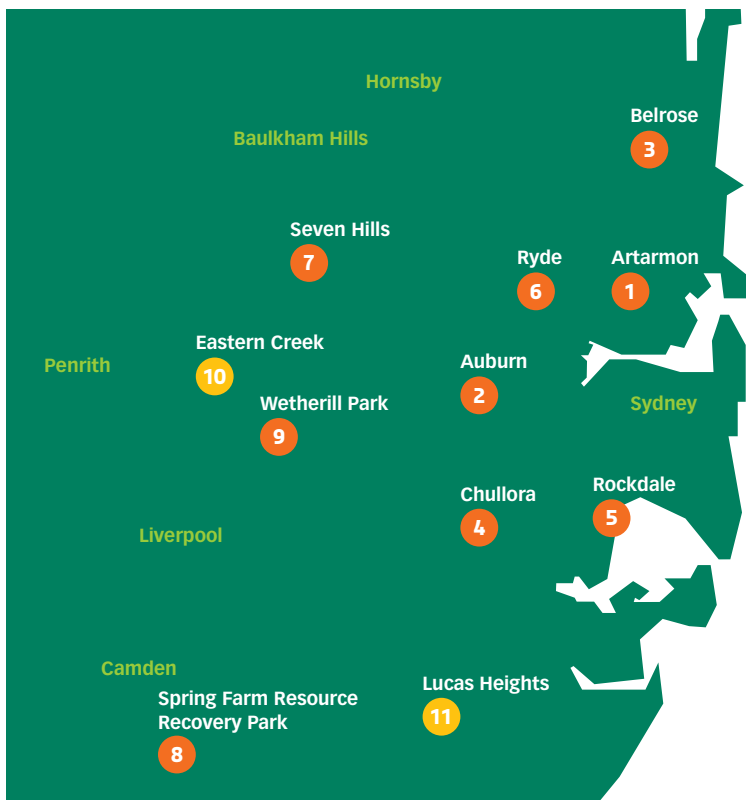 Hornsby
Belrose
3
Baulkham Hills
Seven Hills
7
Ryde
6
Artarmon
1
Eastern Creek
10
Penrith
Auburn
2
Wetherill Park
9
Sydney
Chullora
4
Rockdale
5
Liverpool
Camden
Lucas Heights
11
Spring Farm Resource
Recovery Park
8